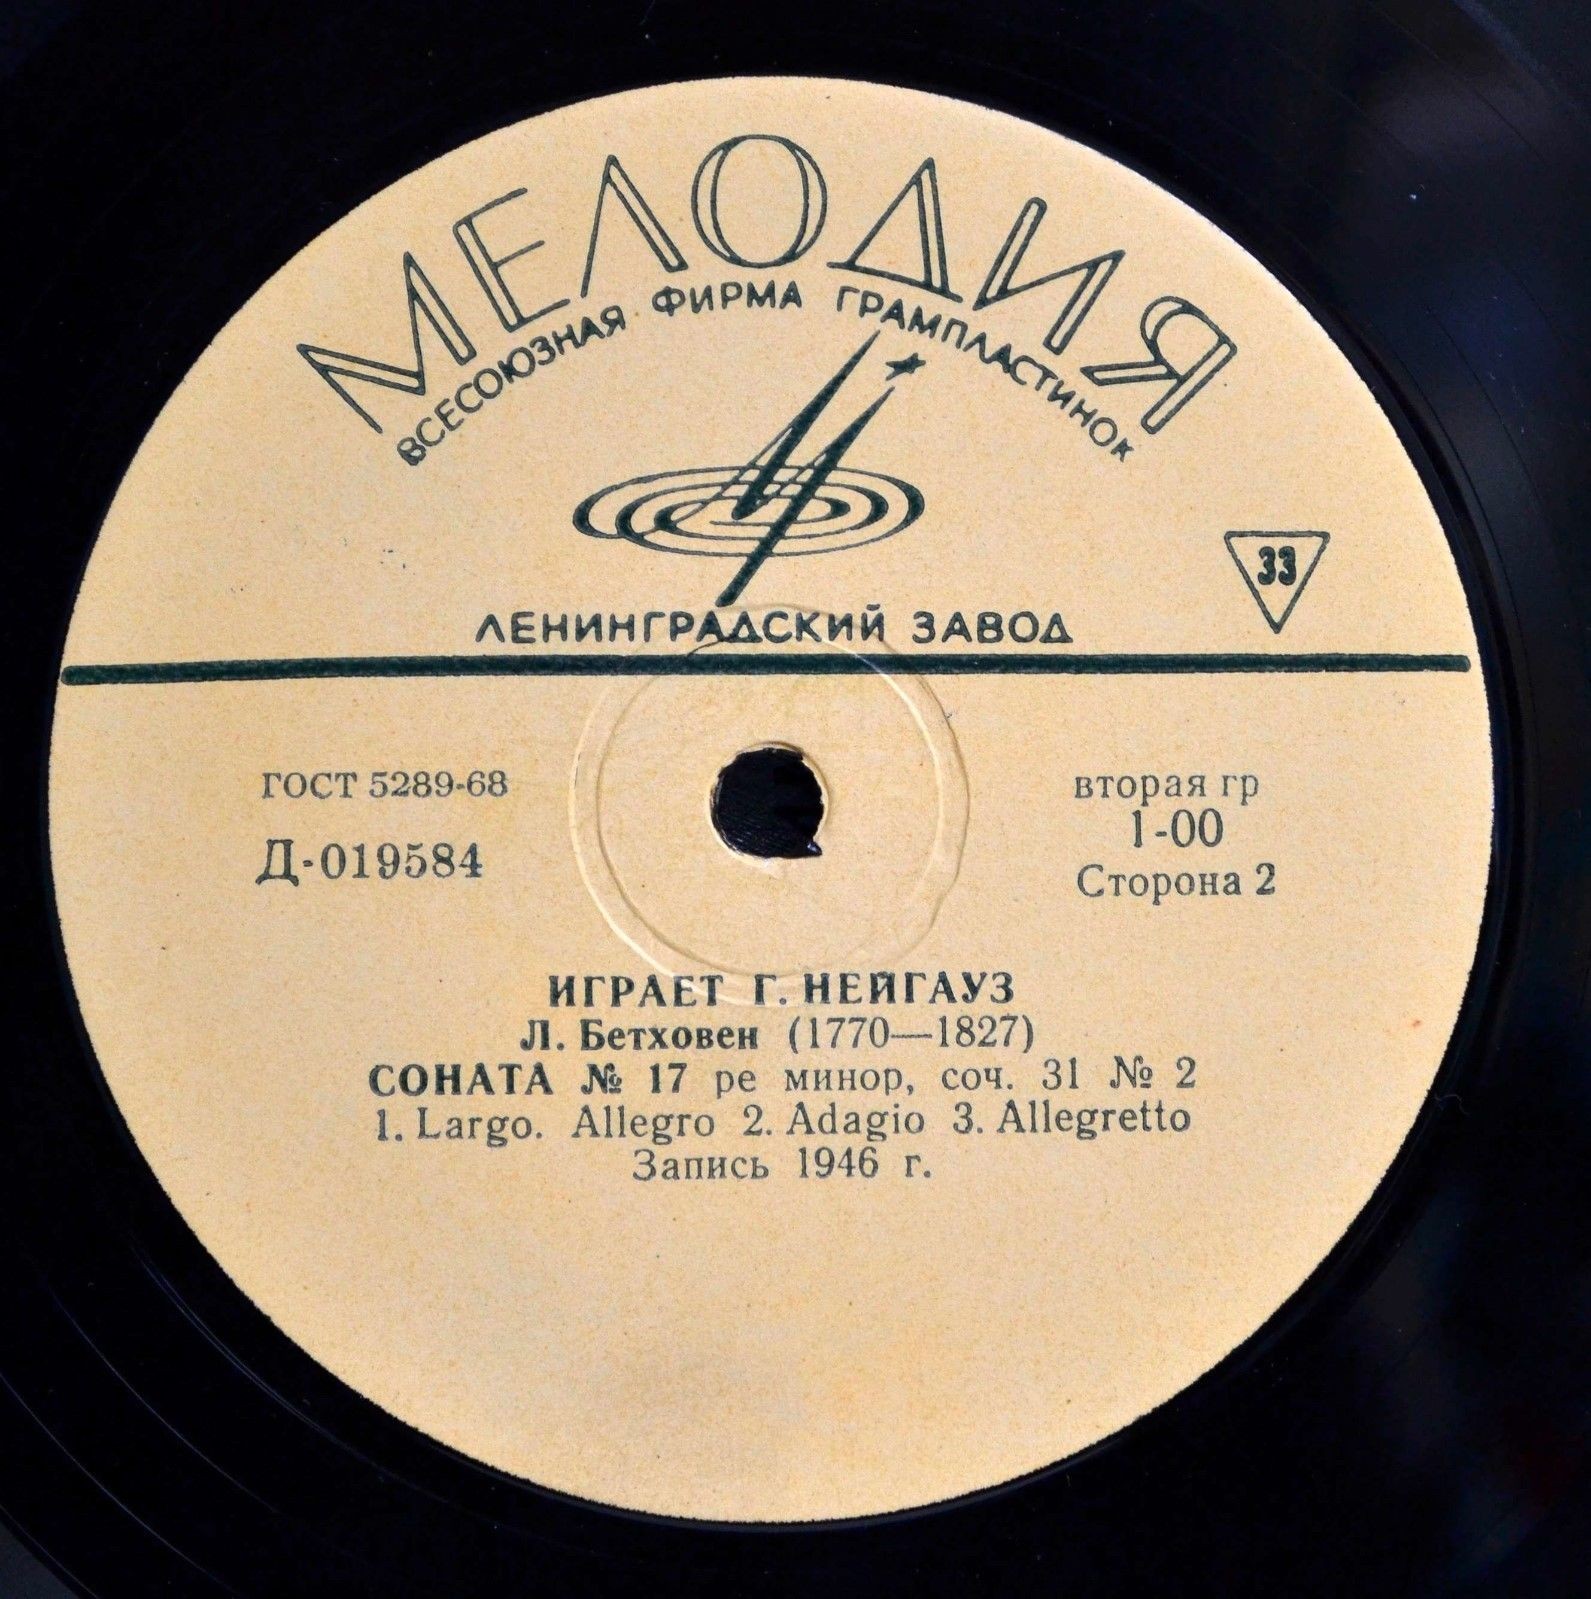 МЕЛОДИЯ
ВСЕСОЮЗНАЯ ФИРМА ГРАМПЛАСТИНОК
33
ЛЕНИНГРАДСКИЙ ЗАВОД
ГОСТ 5289-68
Д-019584
вторая гр
1-00
Сторона 2
ИГРАЕТ Г. НЕЙГАУЗ
Л. Бетховен (1770—1827)
СОНАТА № 17 ре минор, соч. 31 № 2
1. Largo. Allegro 2. Adagio 3. Allegretto
Запись 1946 г.